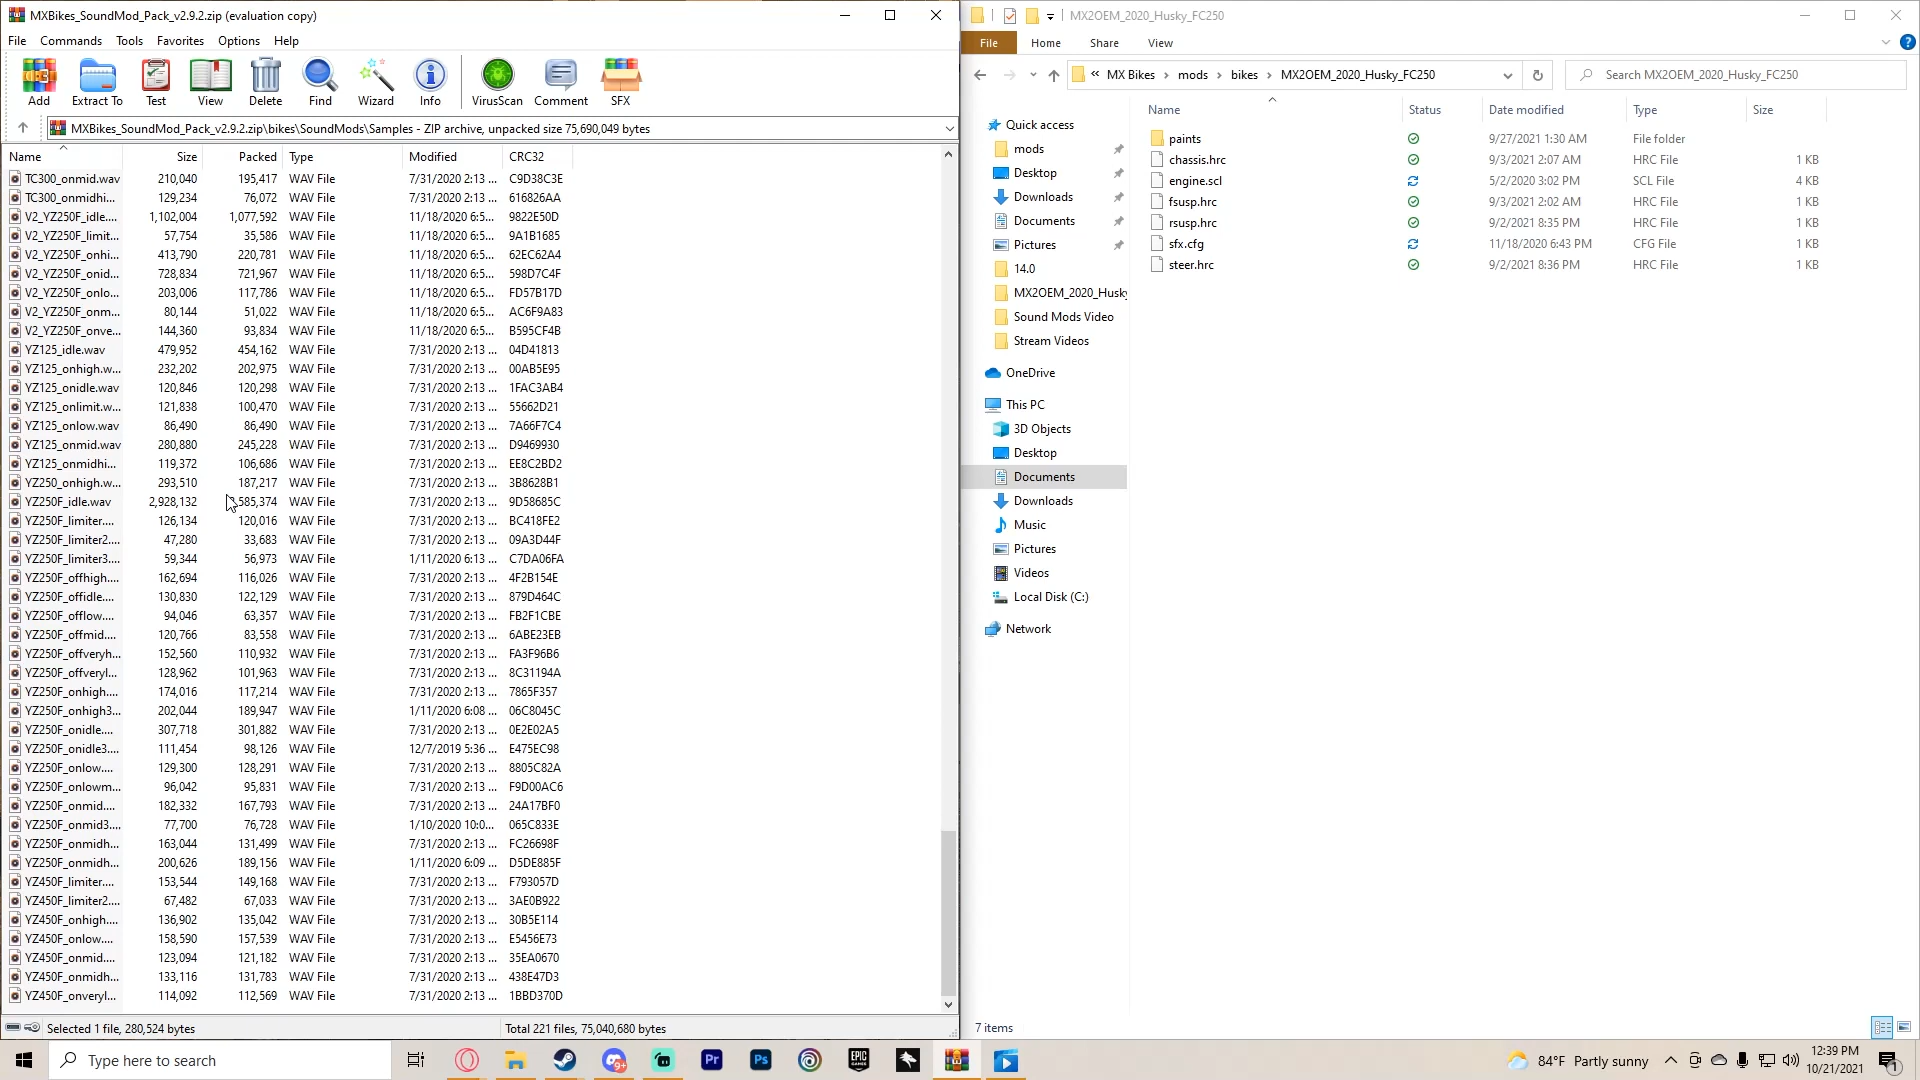 MXBikes_SoundMod_Pack_v2.9.2.zip (evaluation copy)
File Commands Tools Favorites Options Help
Add Extract To Test View Delete Find Wizard Info VirusScan Comment SFX
MXBikes_SoundMod_Pack_v2.9.2.zip\bikes\SoundMods\Samples - ZIP archive, unpacked size 75,690,049 bytes
Name Size Packed Type Modified CRC32
TC300_onmid.wav 210,040 195,417 WAV File 7/31/2020 2:13 ... C9D38C3E
TC300_onmidhi... 129,234 76,072 WAV File 7/31/2020 2:13 ... 616826AA
V2_YZ250F_idle.... 1,102,004 1,077,592 WAV File 11/18/2020 6:5... 9822E50D
V2_YZ250F_limit... 57,754 35,586 WAV File 11/18/2020 6:5... 9A1B1685
V2_YZ250F_onhi... 413,790 220,781 WAV File 11/18/2020 6:5... 62EC62A4
V2_YZ250F_onid... 728,834 721,967 WAV File 11/18/2020 6:5... 598D7C4F
V2_YZ250F_onlo... 203,006 117,786 WAV File 11/18/2020 6:5... FD57B17D
V2_YZ250F_onm... 80,144 51,022 WAV File 11/18/2020 6:5... AC6F9A83
V2_YZ250F_onve... 144,360 93,834 WAV File 11/18/2020 6:5... B595CF4B
YZ125_idle.wav 479,952 454,162 WAV File 7/31/2020 2:13 ... 04D41813
YZ125_onhigh.w... 232,202 202,975 WAV File 7/31/2020 2:13 ... 00AB5E95
YZ125_onidle.wav 120,846 120,298 WAV File 7/31/2020 2:13 ... 1FAC3AB4
YZ125_onlimit.w... 121,838 100,470 WAV File 7/31/2020 2:13 ... 55662D21
YZ125_onlow.wav 86,490 86,490 WAV File 7/31/2020 2:13 ... 7A66F7C4
YZ125_onmid.wav 280,880 245,228 WAV File 7/31/2020 2:13 ... D9469930
YZ125_onmidhi... 119,372 106,686 WAV File 7/31/2020 2:13 ... EE8C2BD2
YZ250_onhigh.w... 293,510 187,217 WAV File 7/31/2020 2:13 ... 3B8628B1
YZ250F_idle.wav 2,928,132 585,374 WAV File 7/31/2020 2:13 ... 9D58685C
YZ250F_limiter.... 126,134 120,016 WAV File 7/31/2020 2:13 ... BC418FE2
YZ250F_limiter2.... 47,280 33,683 WAV File 7/31/2020 2:13 ... 09A3D44F
YZ250F_limiter3.... 59,344 56,973 WAV File 1/11/2020 6:13 ... C7DA06FA
YZ250F_offhigh.... 162,694 116,026 WAV File 7/31/2020 2:13 ... 4F2B154E
YZ250F_offidle.... 130,830 122,129 WAV File 7/31/2020 2:13 ... 879D464C
YZ250F_offlow.... 94,046 63,357 WAV File 7/31/2020 2:13 ... FB2F1CBE
YZ250F_offmid.... 120,766 83,558 WAV File 7/31/2020 2:13 ... 6ABE23EB
YZ250F_offveryh... 152,560 110,932 WAV File 7/31/2020 2:13 ... FA3F96B6
YZ250F_offveryl... 128,962 101,963 WAV File 7/31/2020 2:13 ... 8C31194A
YZ250F_onhigh.... 174,016 117,214 WAV File 7/31/2020 2:13 ... 7865F357
YZ250F_onhigh3... 202,044 189,947 WAV File 1/11/2020 6:08 ... 06C8045C
YZ250F_onidle.... 307,718 301,882 WAV File 7/31/2020 2:13 ... 0E2E02A5
YZ250F_onidle3.... 111,454 98,126 WAV File 12/7/2019 5:36 ... E475EC98
YZ250F_onlow.... 129,300 128,291 WAV File 7/31/2020 2:13 ... 8805C82A
YZ250F_onlowm... 96,042 95,831 WAV File 7/31/2020 2:13 ... F9D00AC6
YZ250F_onmid.... 182,332 167,793 WAV File 7/31/2020 2:13 ... 24A17BF0
YZ250F_onmid3.... 77,700 76,728 WAV File 1/10/2020 10:0... 065C833E
YZ250F_onmidh... 163,044 131,499 WAV File 7/31/2020 2:13 ... FC26698F
YZ250F_onmidh... 200,626 189,156 WAV File 1/11/2020 6:09 ... D5DE885F
YZ450F_limiter.... 153,544 149,168 WAV File 7/31/2020 2:13 ... F793057D
YZ450F_limiter2.... 67,482 67,033 WAV File 7/31/2020 2:13 ... 3AE0B922
YZ450F_onhigh.... 136,902 135,042 WAV File 7/31/2020 2:13 ... 30B5E114
YZ450F_onlow.... 158,590 157,539 WAV File 7/31/2020 2:13 ... E5456E73
YZ450F_onmid.... 123,094 121,182 WAV File 7/31/2020 2:13 ... 35EA0670
YZ450F_onmidh... 133,116 131,783 WAV File 7/31/2020 2:13 ... 438E47D3
YZ450F_onveryl... 114,092 112,569 WAV File 7/31/2020 2:13 ... 1BBD370D
Selected 1 file, 280,524 bytes Total 221 files, 75,040,680 bytes
MX2OEM_2020_Husky_FC250
File Home Share View
« MX Bikes › mods › bikes › MX2OEM_2020_Husky_FC250 Search MX2OEM_2020_Husky_FC250
Name Status Date modified Type Size
paints 9/27/2021 1:30 AM File folder
chassis.hrc 9/3/2021 2:07 AM HRC File 1 KB
engine.scl 5/2/2020 3:02 PM SCL File 4 KB
fsusp.hrc 9/3/2021 2:02 AM HRC File 1 KB
rsusp.hrc 9/2/2021 8:35 PM HRC File 1 KB
sfx.cfg 11/18/2020 6:43 PM CFG File 1 KB
steer.hrc 9/2/2021 8:36 PM HRC File 1 KB
Quick access
mods
Desktop
Downloads
Documents
Pictures
14.0
MX2OEM_2020_Husky
Sound Mods Video
Stream Videos
OneDrive
This PC
3D Objects
Desktop
Documents
Downloads
Music
Pictures
Videos
Local Disk (C:)
Network
7 items
Type here to search
9+
Pr
Ps
EPIC GAMES
84°F Partly sunny
12:39 PM
10/21/2021
1